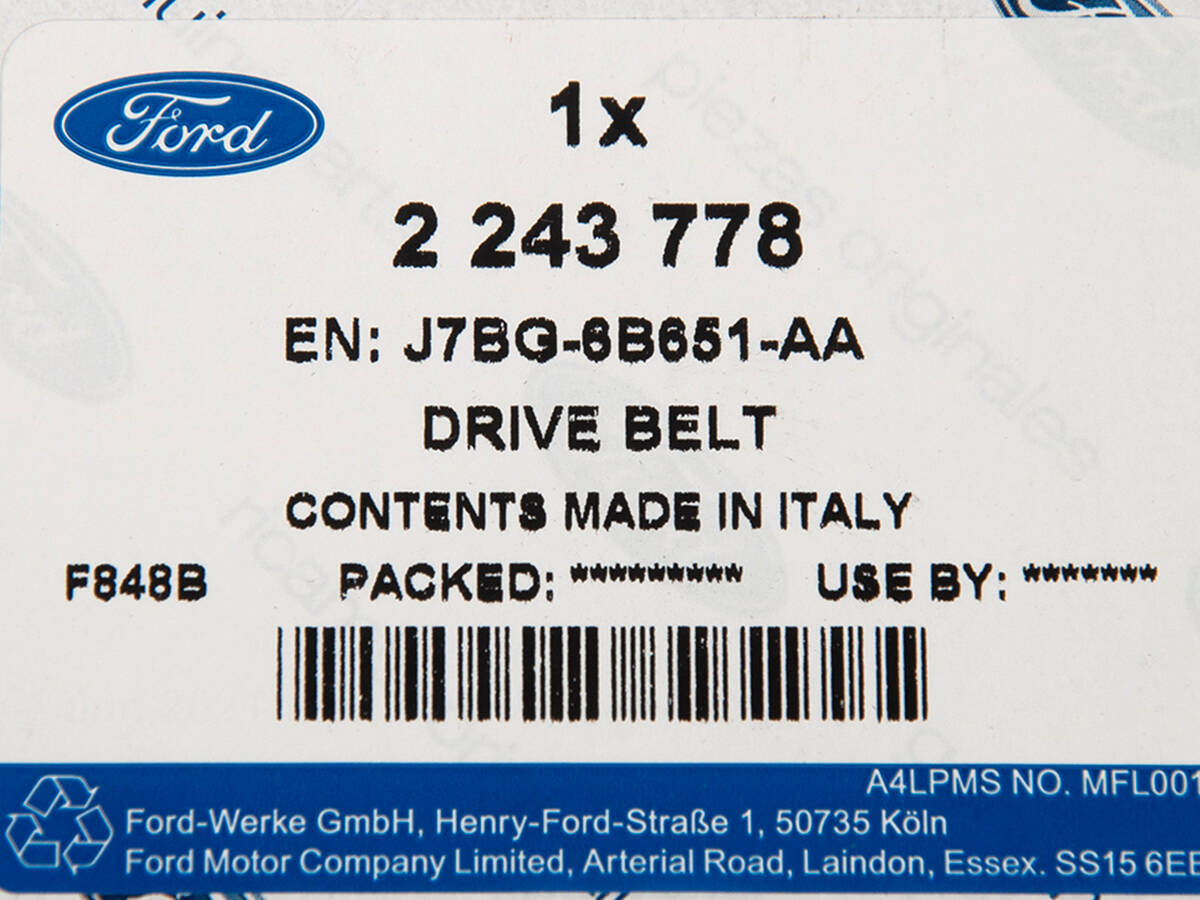 Ford
1x
2 243 778
EN: J7BG-6B651-AA
DRIVE BELT
CONTENTS MADE IN ITALY
F848B PACKED: ********* USE BY: *******
A4LPMS NO. MFL001
Ford-Werke GmbH, Henry-Ford-Straße 1, 50735 Köln
Ford Motor Company Limited, Arterial Road, Laindon, Essex. SS15 6EE
piezas originales